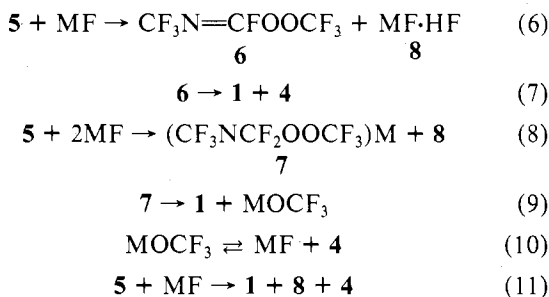 5 + MF → CF₃N═CFOOCF₃ + MF·HF (6)
6 8
6 → 1 + 4 (7)
5 + 2MF → (CF₃NCF₂OOCF₃)M + 8 (8)
7
7 → 1 + MOCF₃ (9)
MOCF₃ ⇄ MF + 4 (10)
5 + MF → 1 + 8 + 4 (11)